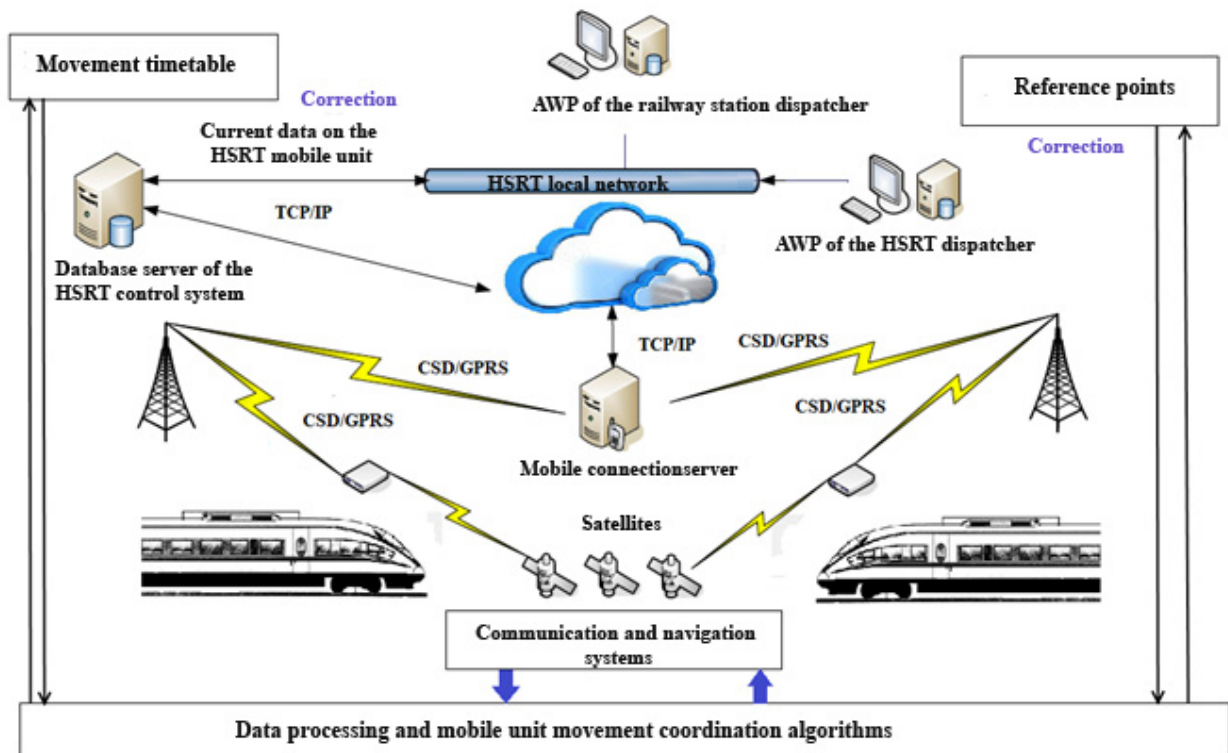 Movement timetable
AWP of the railway station dispatcher
Reference points
Correction
Correction
Current data on the
HSRT mobile unit
HSRT local network
TCP/IP
AWP of the HSRT dispatcher
Database server of the
HSRT control system
TCP/IP
CSD/GPRS
CSD/GPRS
CSD/GPRS
CSD/GPRS
Mobile connectionserver
Satellites
Communication and navigation
systems
Data processing and mobile unit movement coordination algorithms